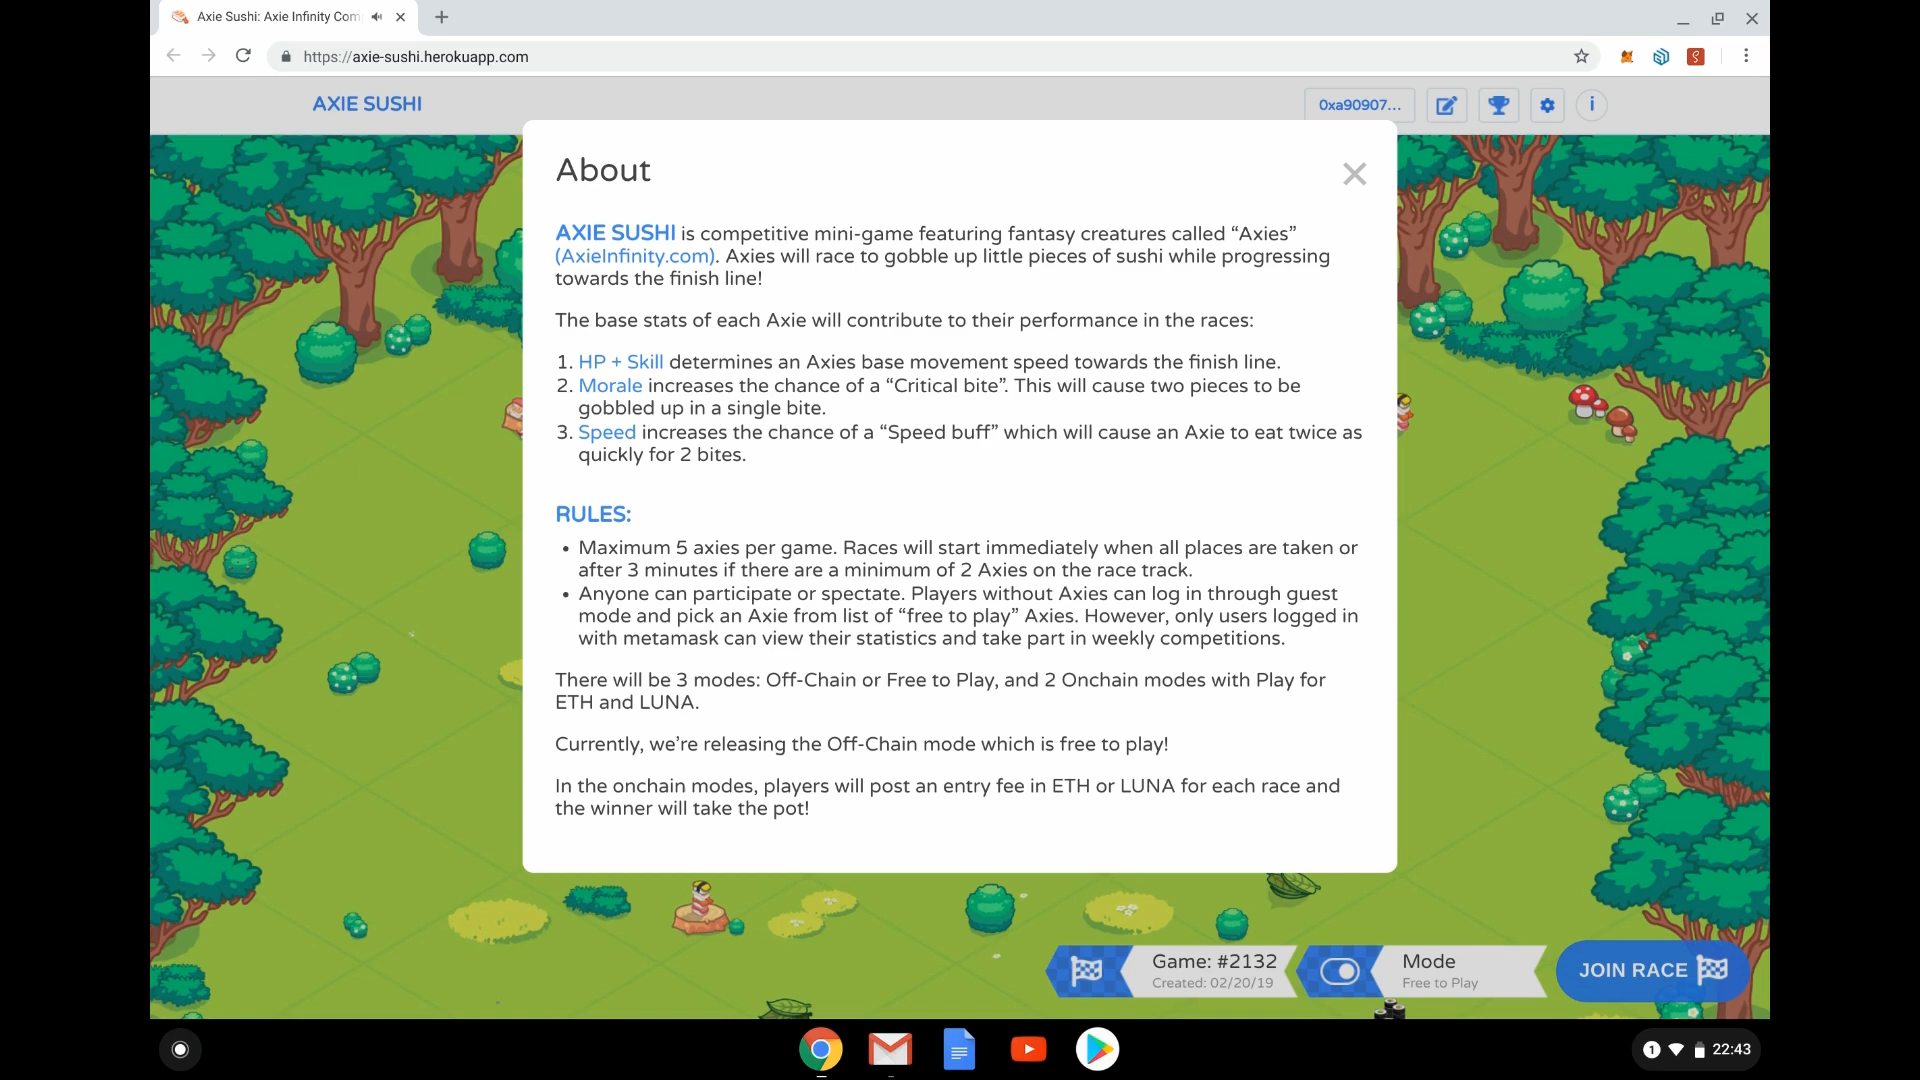 Axie Sushi: Axie Infinity Com
https://axie-sushi.herokuapp.com
AXIE SUSHI
0xa90907...
About
AXIE SUSHI is competitive mini-game featuring fantasy creatures called “Axies”
(AxieInfinity.com). Axies will race to gobble up little pieces of sushi while progressing
towards the finish line!
The base stats of each Axie will contribute to their performance in the races:
1. HP + Skill determines an Axies base movement speed towards the finish line.
2. Morale increases the chance of a “Critical bite”. This will cause two pieces to be
gobbled up in a single bite.
3. Speed increases the chance of a “Speed buff” which will cause an Axie to eat twice as
quickly for 2 bites.
RULES:
• Maximum 5 axies per game. Races will start immediately when all places are taken or
after 3 minutes if there are a minimum of 2 Axies on the race track.
• Anyone can participate or spectate. Players without Axies can log in through guest
mode and pick an Axie from list of “free to play” Axies. However, only users logged in
with metamask can view their statistics and take part in weekly competitions.
There will be 3 modes: Off-Chain or Free to Play, and 2 Onchain modes with Play for
ETH and LUNA.
Currently, we’re releasing the Off-Chain mode which is free to play!
In the onchain modes, players will post an entry fee in ETH or LUNA for each race and
the winner will take the pot!
Game: #2132
Created: 02/20/19
Mode
Free to Play
JOIN RACE
1
22:43